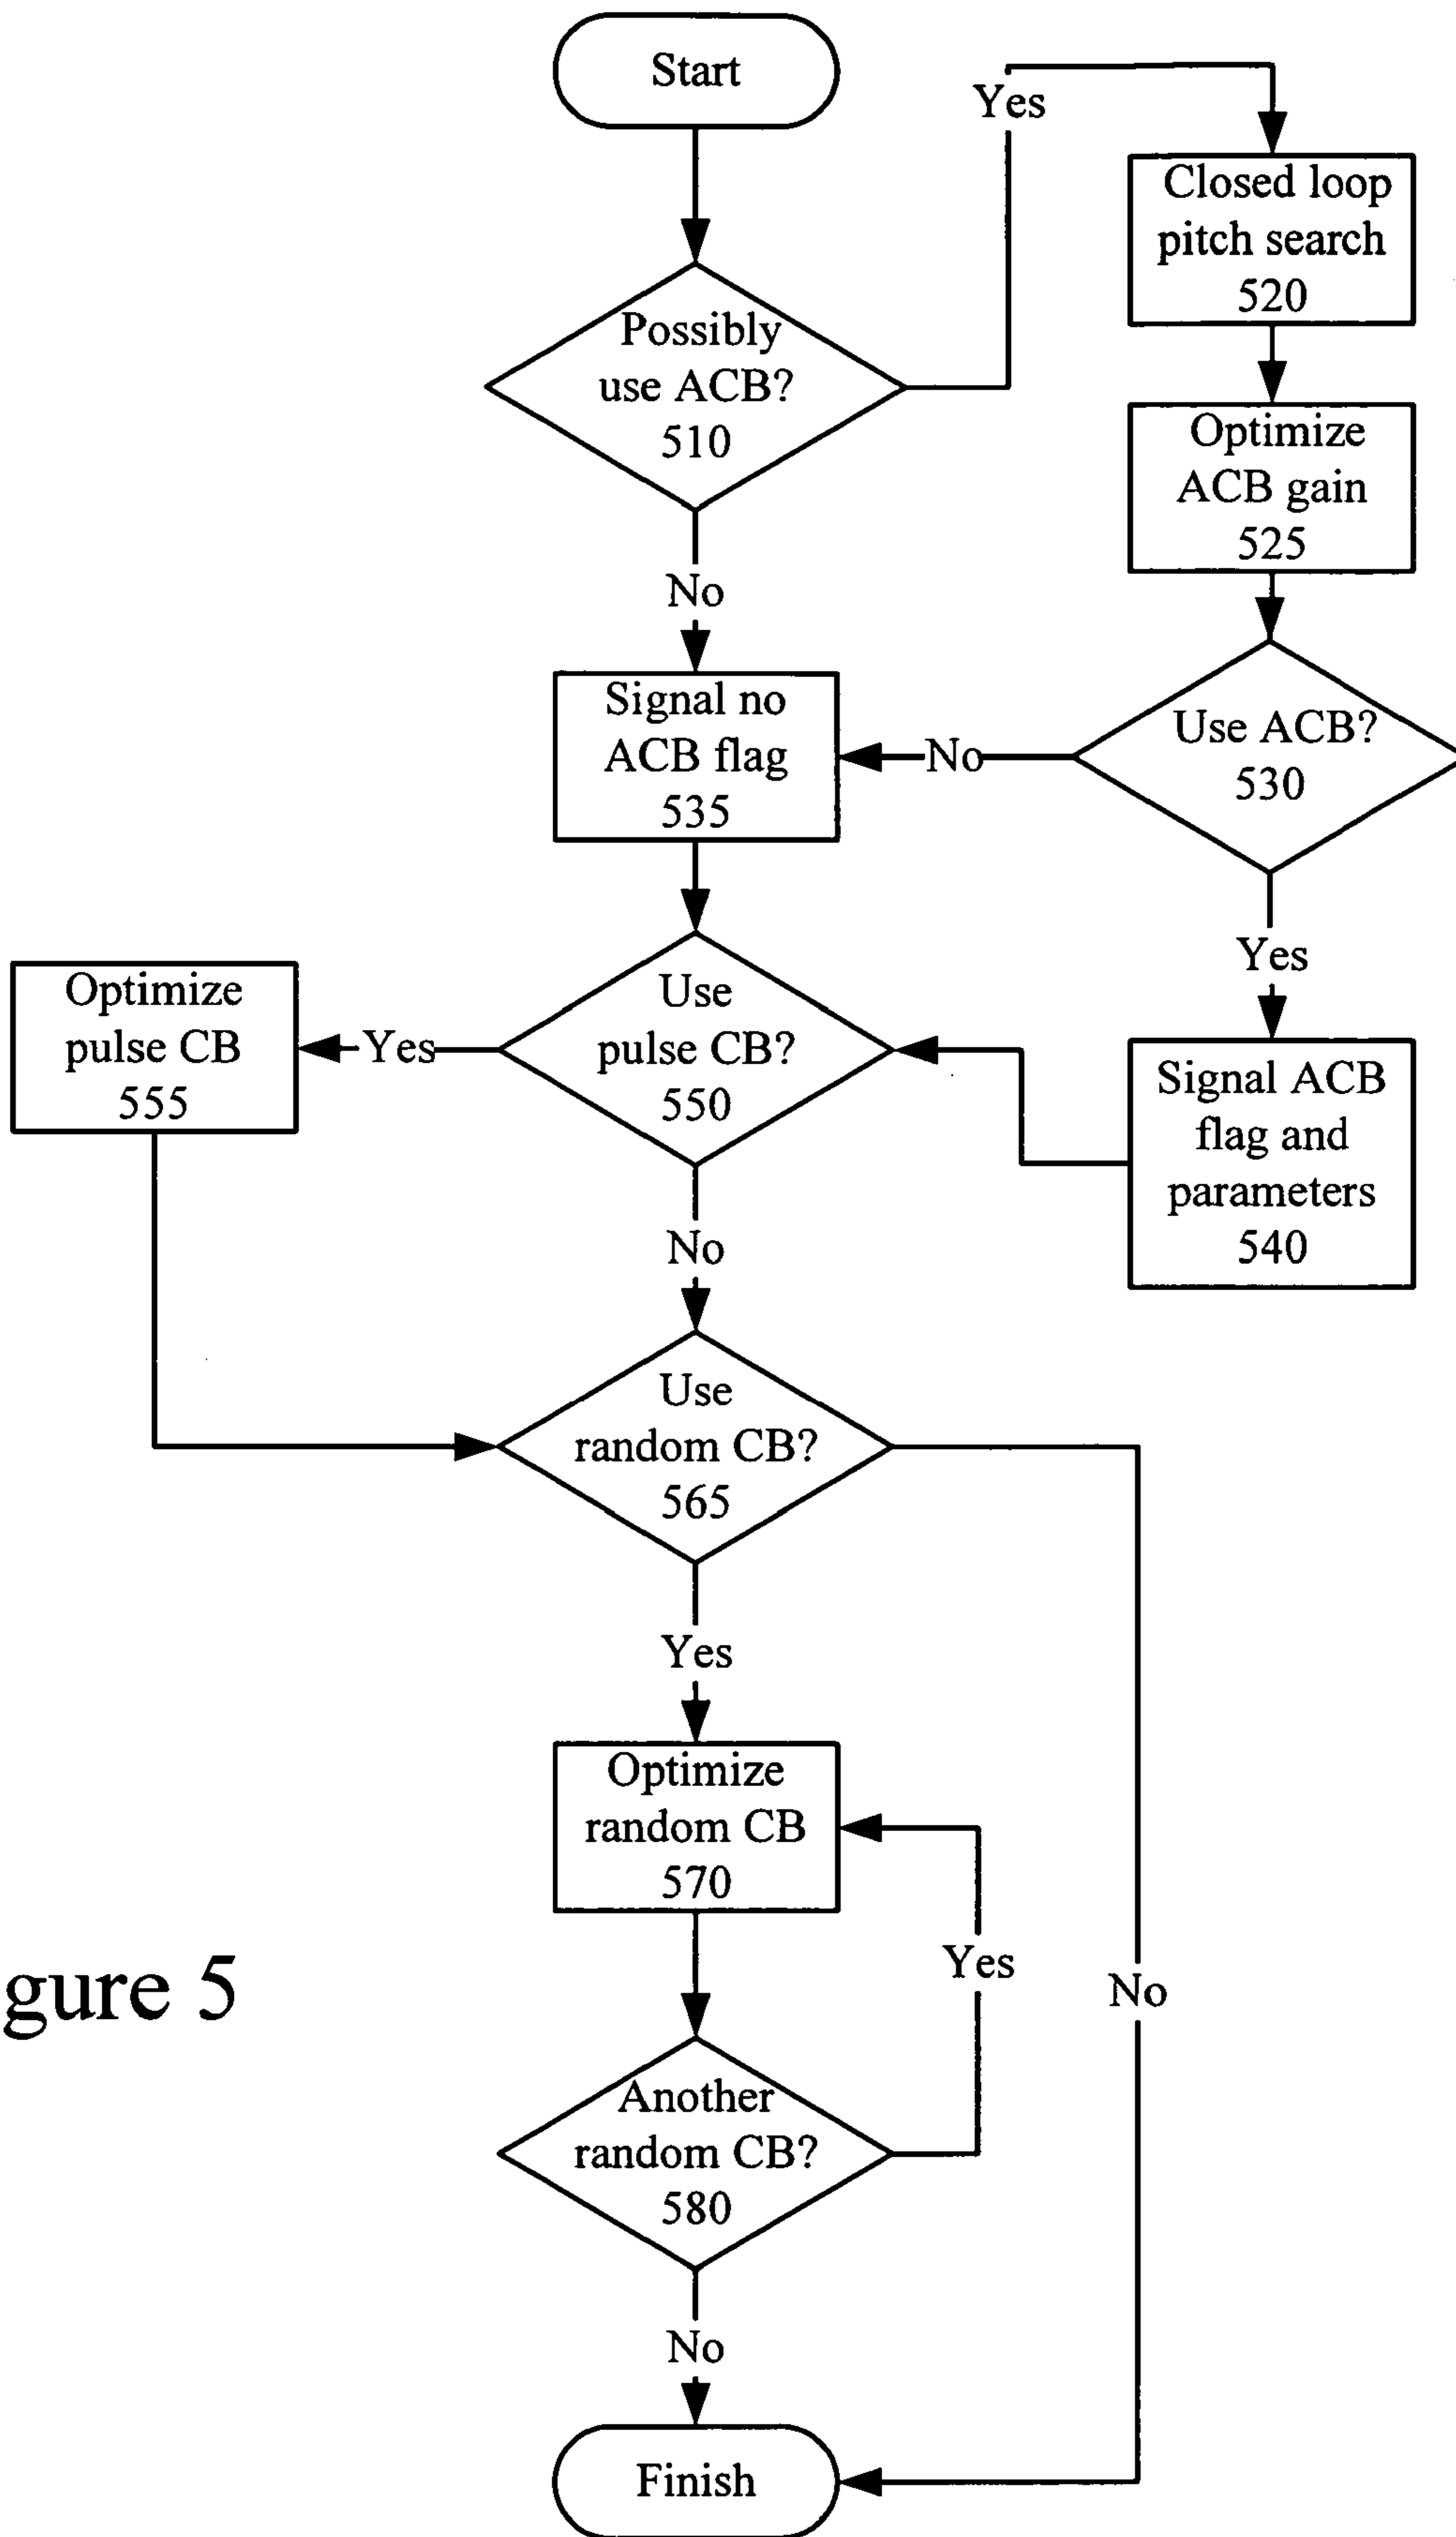 Start
Yes
Closed loop
pitch search
520
Possibly
use ACB?
510
Optimize
ACB gain
525
No
Signal no
ACB flag
535
No
Use ACB?
530
Yes
Optimize
pulse CB
555
Yes
Use
pulse CB?
550
Signal ACB
flag and
parameters
540
No
Use
random CB?
565
Yes
Optimize
random CB
570
Yes
No
gure 5
Another
random CB?
580
No
Finish